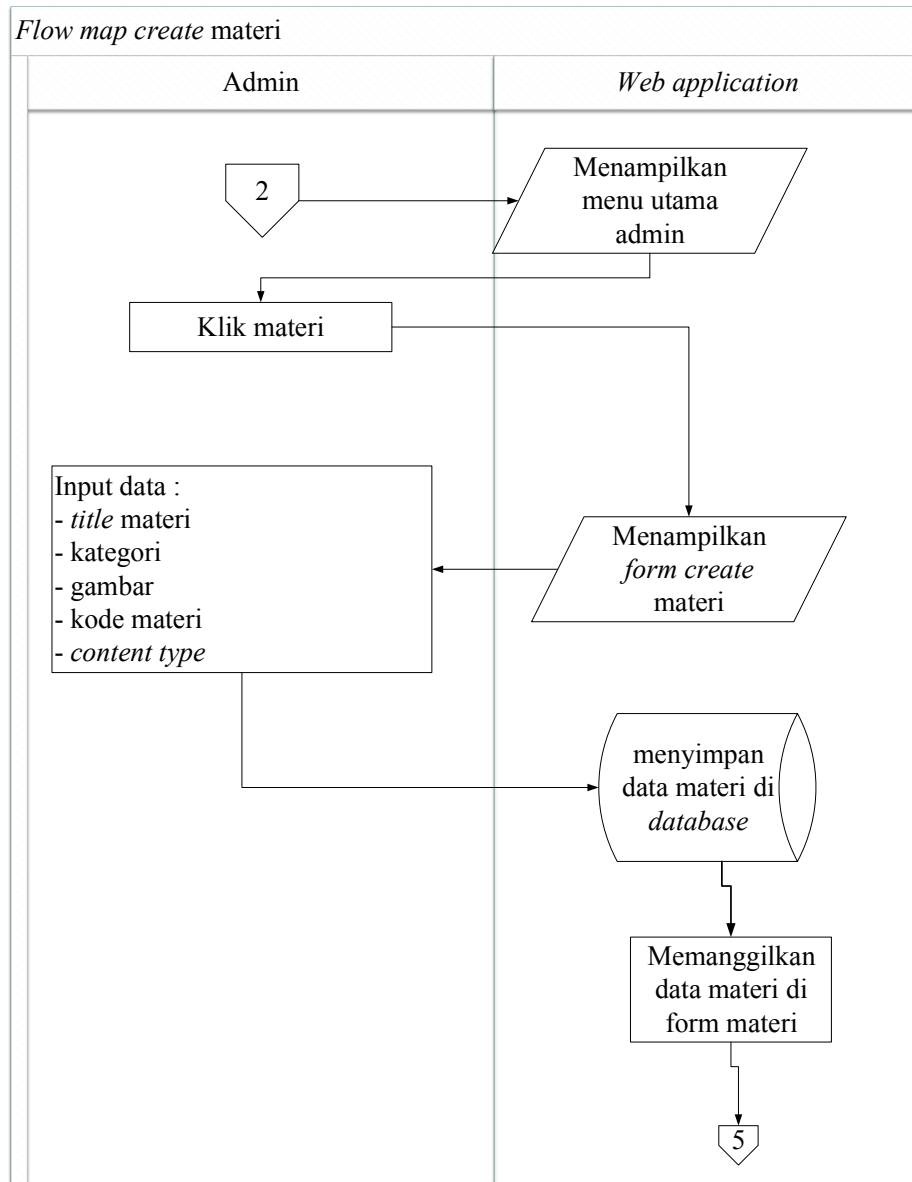 Flow map create materi
Admin
Web application
2
Menampilkan
menu utama
admin
Klik materi
Input data :
- title materi
- kategori
- gambar
- kode materi
- content type
Menampilkan
form create
materi
menyimpan
data materi di
database
Memanggilkan
data materi di
form materi
5